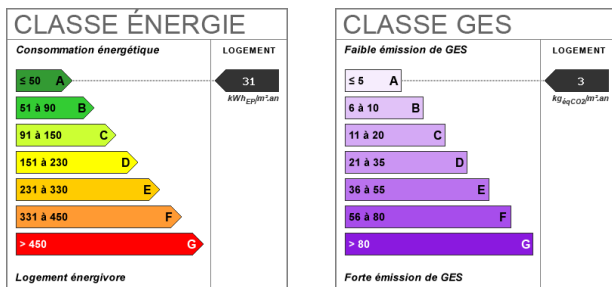 CLASSE ÉNERGIE
Consommation énergétique
LOGEMENT
≤ 50 A
31
kWhEP/m².an
51 à 90 B
91 à 150 C
151 à 230 D
231 à 330 E
331 à 450 F
> 450 G
Logement énergivore
CLASSE GES
Faible émission de GES
LOGEMENT
≤ 5 A
3
kgéqCO2/m².an
6 à 10 B
11 à 20 C
21 à 35 D
36 à 55 E
56 à 80 F
> 80 G
Forte émission de GES